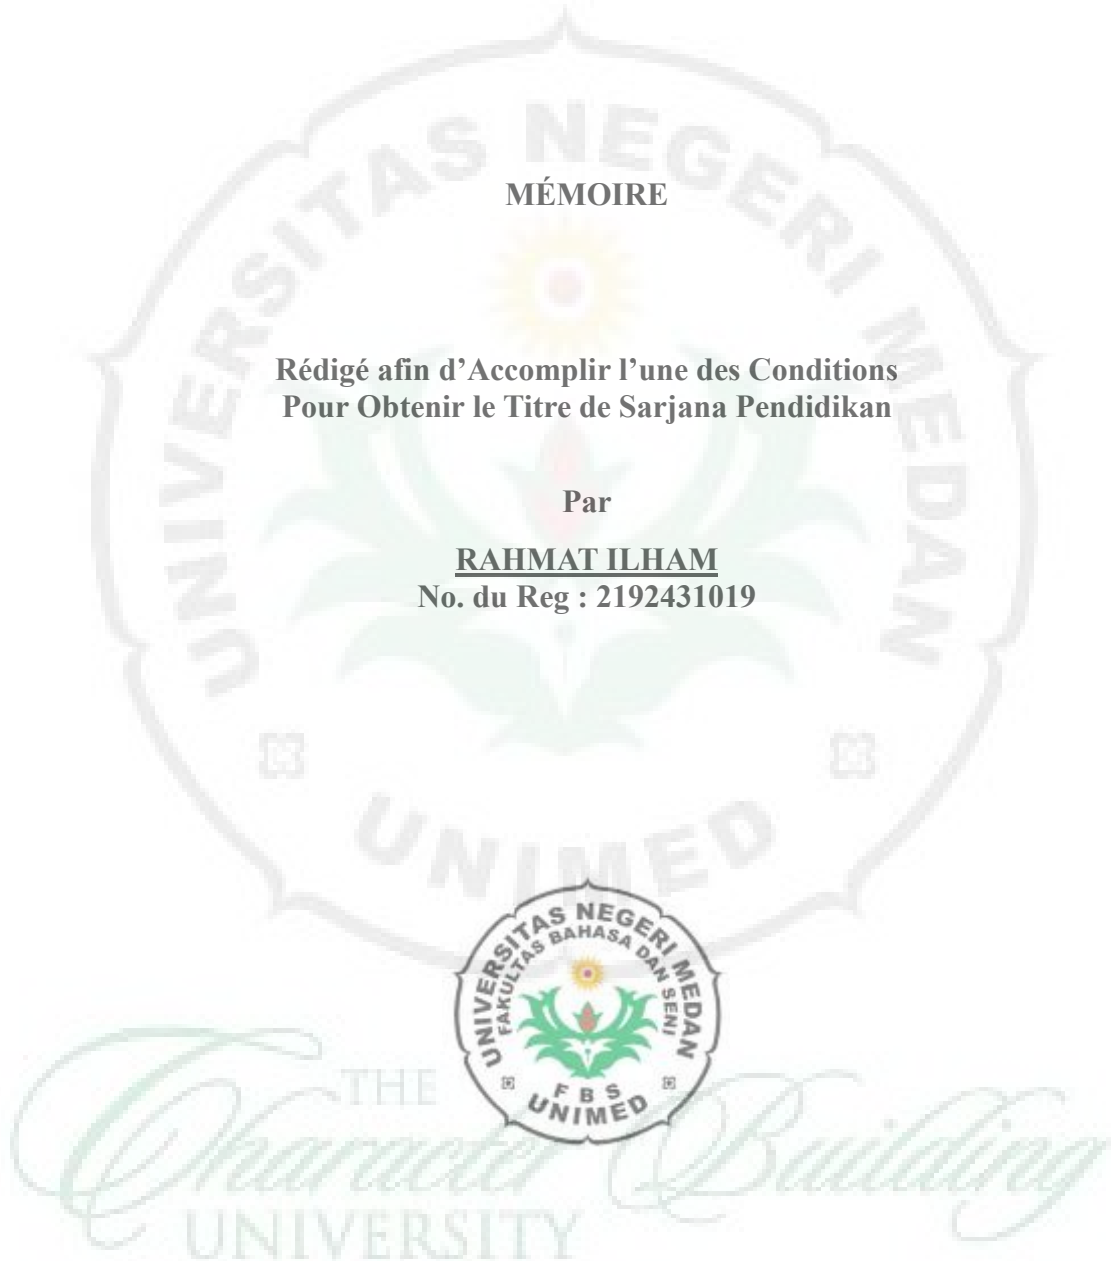 UNIVERSITAS NEGERI MEDAN
UNIMED
MÉMOIRE
Rédigé afin d’Accomplir l’une des Conditions
Pour Obtenir le Titre de Sarjana Pendidikan
Par
RAHMAT ILHAM
No. du Reg : 2192431019
UNIVERSITAS NEGERI MEDAN
FAKULTAS BAHASA DAN SENI
F B S
UNIMED
THE
Character Building
UNIVERSITY